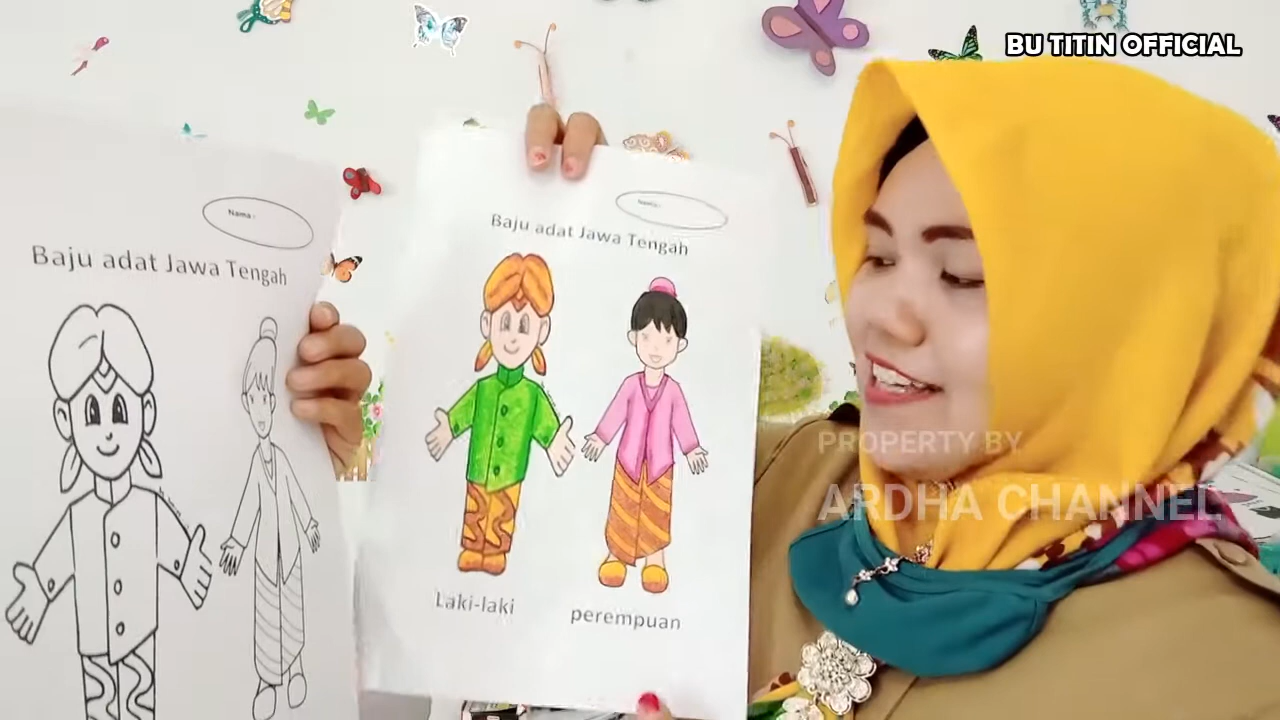 BU TITIN OFFICIAL
Nama :
Baju adat Jawa Tengah
Nama :
Baju adat Jawa Tengah
Laki-laki
perempuan
PROPERTY BY
ARDHA CHANNEL